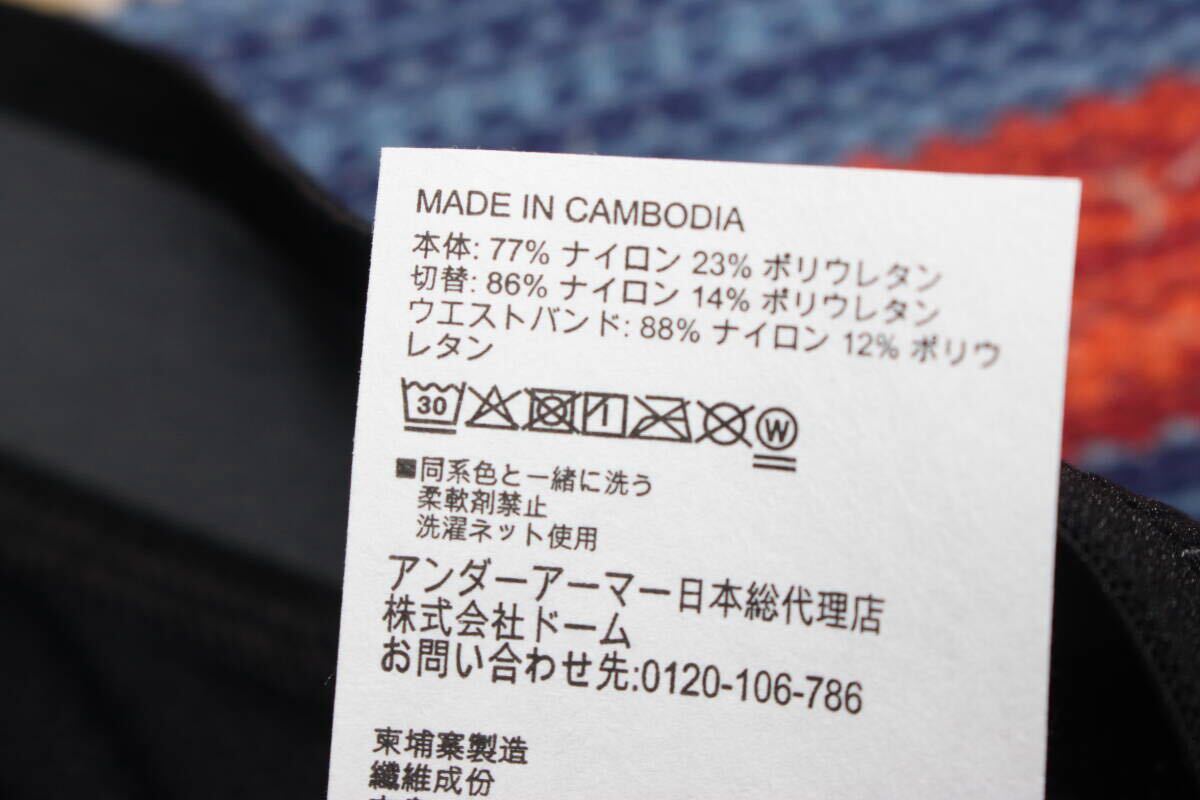 MADE IN CAMBODIA
本体: 77% ナイロン 23% ポリウレタン
切替: 86% ナイロン 14% ポリウレタン
ウエストバンド: 88% ナイロン 12% ポリウ
レタン
30 W
■同系色と一緒に洗う
柔軟剤禁止
洗濯ネット使用
アンダーアーマー日本総代理店
株式会社ドーム
お問い合わせ先:0120-106-786
柬埔寨製造
纖維成份